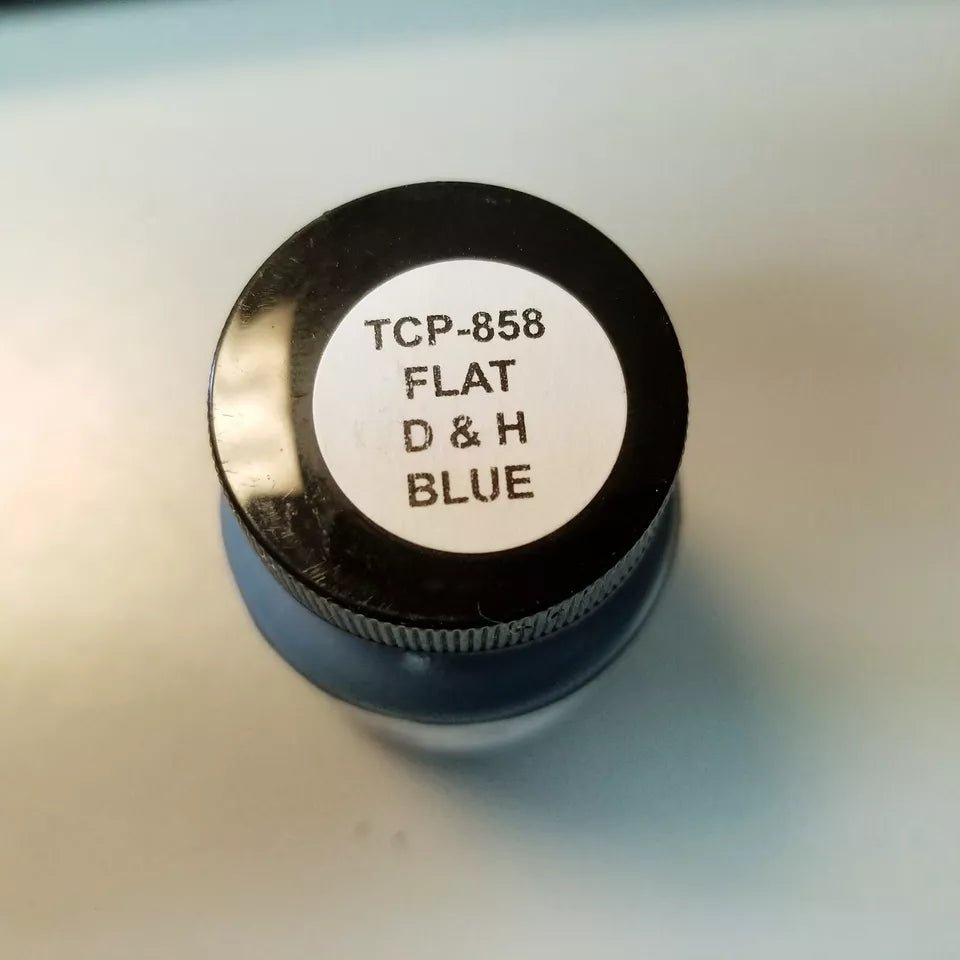 TCP-858
FLAT
D & H
BLUE